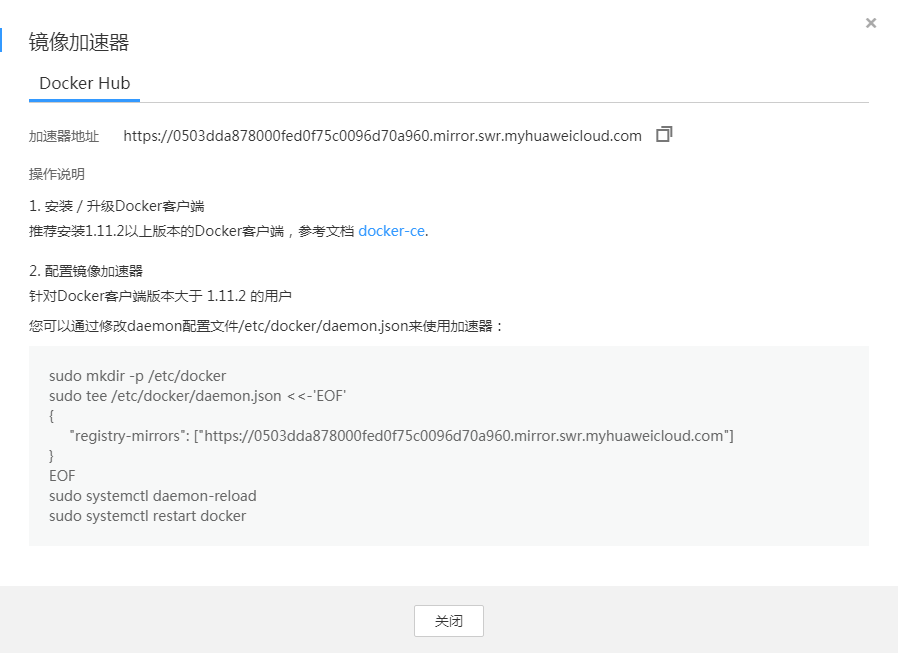 镜像加速器
Docker Hub
加速器地址 https://0503dda878000fed0f75c0096d70a960.mirror.swr.myhuaweicloud.com
操作说明
1. 安装 / 升级Docker客户端
推荐安装1.11.2以上版本的Docker客户端，参考文档 docker-ce.
2. 配置镜像加速器
针对Docker客户端版本大于 1.11.2 的用户
您可以通过修改daemon配置文件/etc/docker/daemon.json来使用加速器：
sudo mkdir -p /etc/docker
sudo tee /etc/docker/daemon.json <<-'EOF'
{
"registry-mirrors": ["https://0503dda878000fed0f75c0096d70a960.mirror.swr.myhuaweicloud.com"]
}
EOF
sudo systemctl daemon-reload
sudo systemctl restart docker
关闭